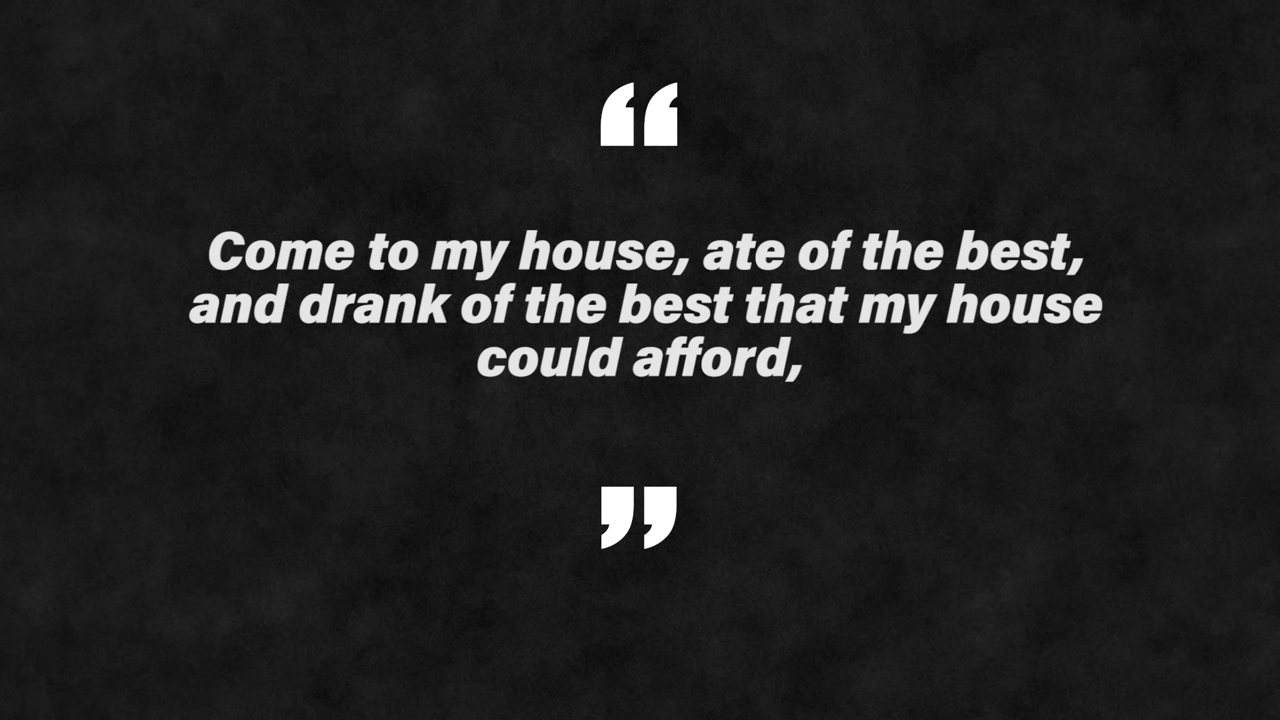 “
Come to my house, ate of the best,
and drank of the best that my house
could afford,
”